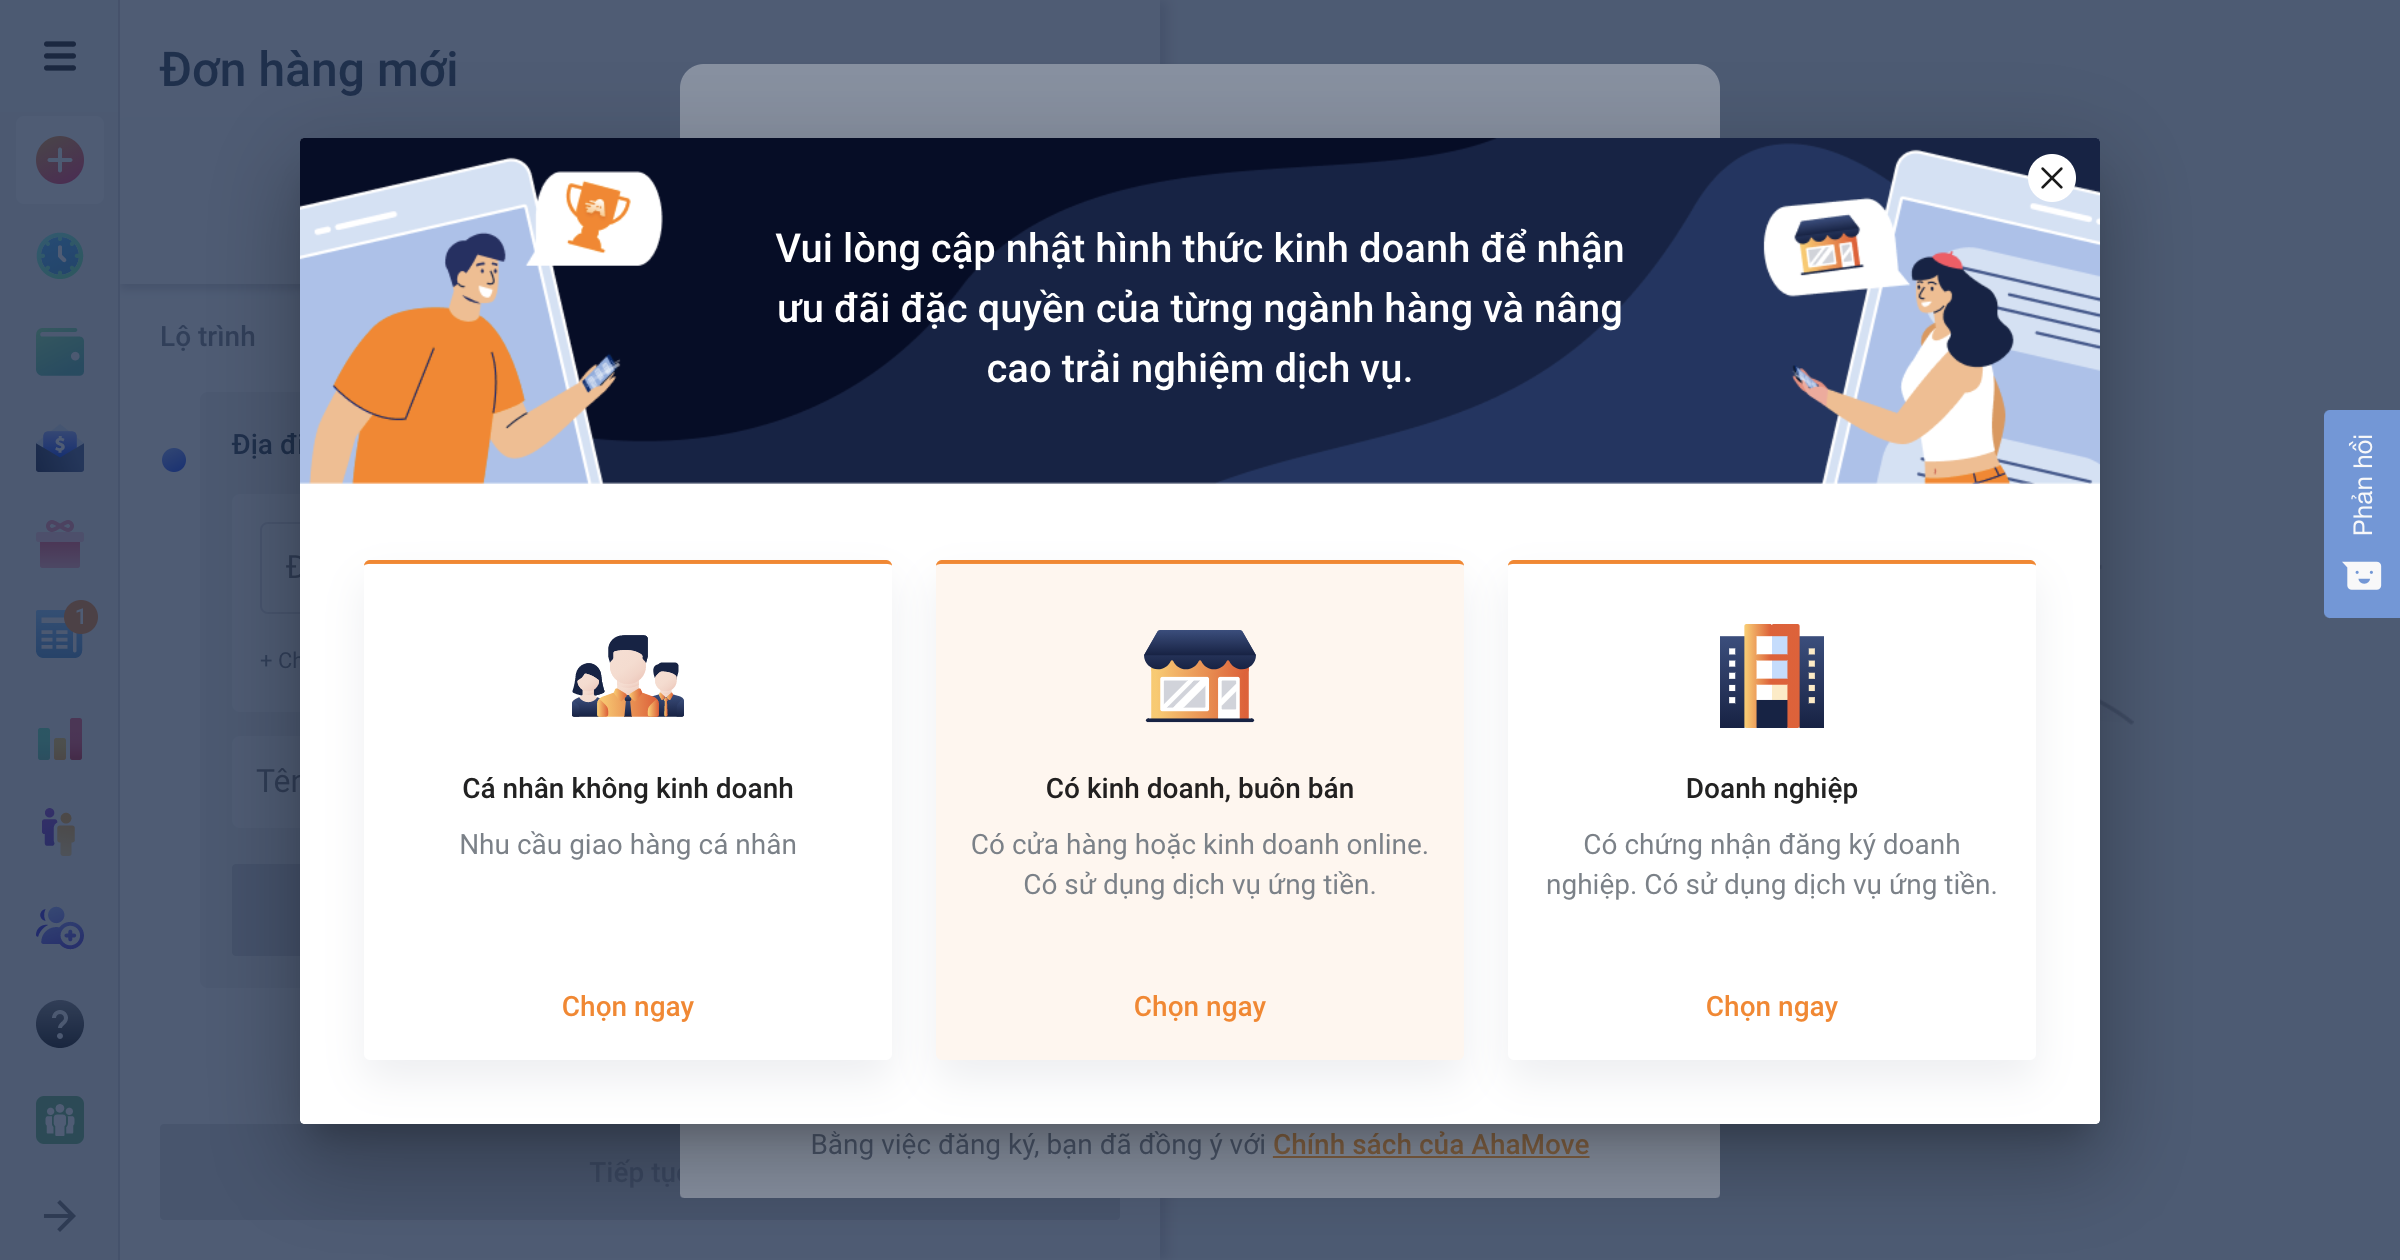 Đơn hàng mới
Vui lòng cập nhật hình thức kinh doanh để nhận
ưu đãi đặc quyền của từng ngành hàng và nâng
cao trải nghiệm dịch vụ.
Lộ trình
Địa
1
+
$
?
Cá nhân không kinh doanh
Nhu cầu giao hàng cá nhân
Chọn ngay
Có kinh doanh, buôn bán
Có cửa hàng hoặc kinh doanh online.
Có sử dụng dịch vụ ứng tiền.
Chọn ngay
Doanh nghiệp
Có chứng nhận đăng ký doanh
nghiệp. Có sử dụng dịch vụ ứng tiền.
Chọn ngay
Phản hồi
Bằng việc đăng ký, bạn đã đồng ý với Chính sách của AhaMove
Tiếp